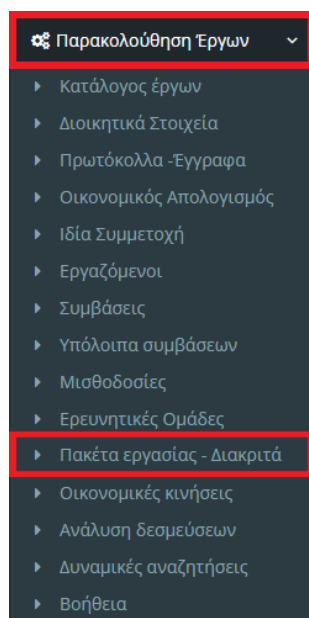 Παρακολούθηση Έργων
Κατάλογος έργων
Διοικητικά Στοιχεία
Πρωτόκολλα -Έγγραφα
Οικονομικός Απολογισμός
Ιδία Συμμετοχή
Εργαζόμενοι
Συμβάσεις
Υπόλοιπα συμβάσεων
Μισθοδοσίες
Ερευνητικές Ομάδες
Πακέτα εργασίας - Διακριτά
Οικονομικές κινήσεις
Ανάλυση δεσμεύσεων
Δυναμικές αναζητήσεις
Βοήθεια